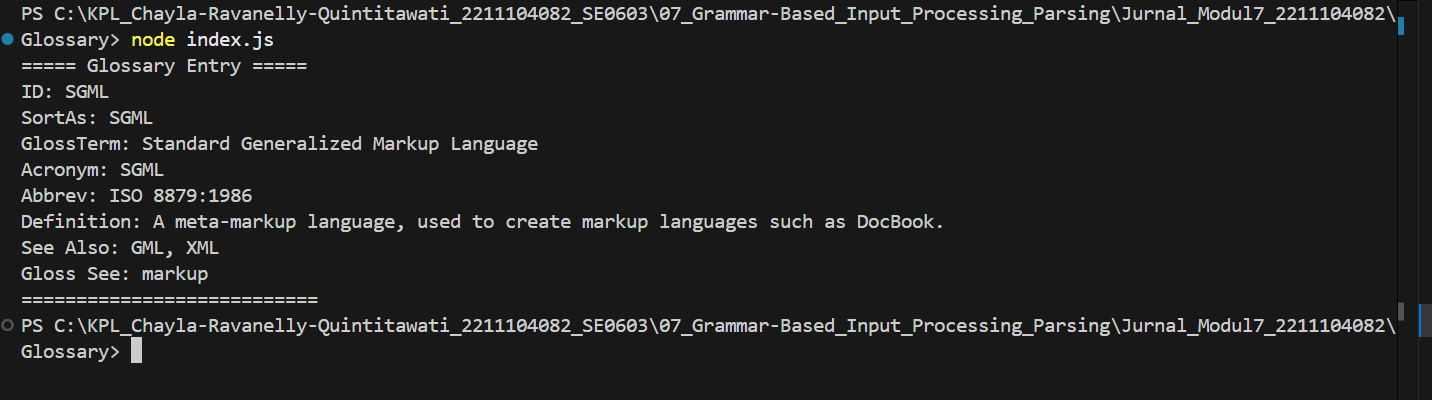 PS C:\KPL_Chayla-Ravanelly-Quintitawati_2211104082_SE0603\07_Grammar-Based_Input_Processing_Parsing\Jurnal_Modul7_2211104082\
Glossary> node index.js
===== Glossary Entry =====
ID: SGML
SortAs: SGML
GlossTerm: Standard Generalized Markup Language
Acronym: SGML
Abbrev: ISO 8879:1986
Definition: A meta-markup language, used to create markup languages such as DocBook.
See Also: GML, XML
Gloss See: markup
===========================
PS C:\KPL_Chayla-Ravanelly-Quintitawati_2211104082_SE0603\07_Grammar-Based_Input_Processing_Parsing\Jurnal_Modul7_2211104082\
Glossary>